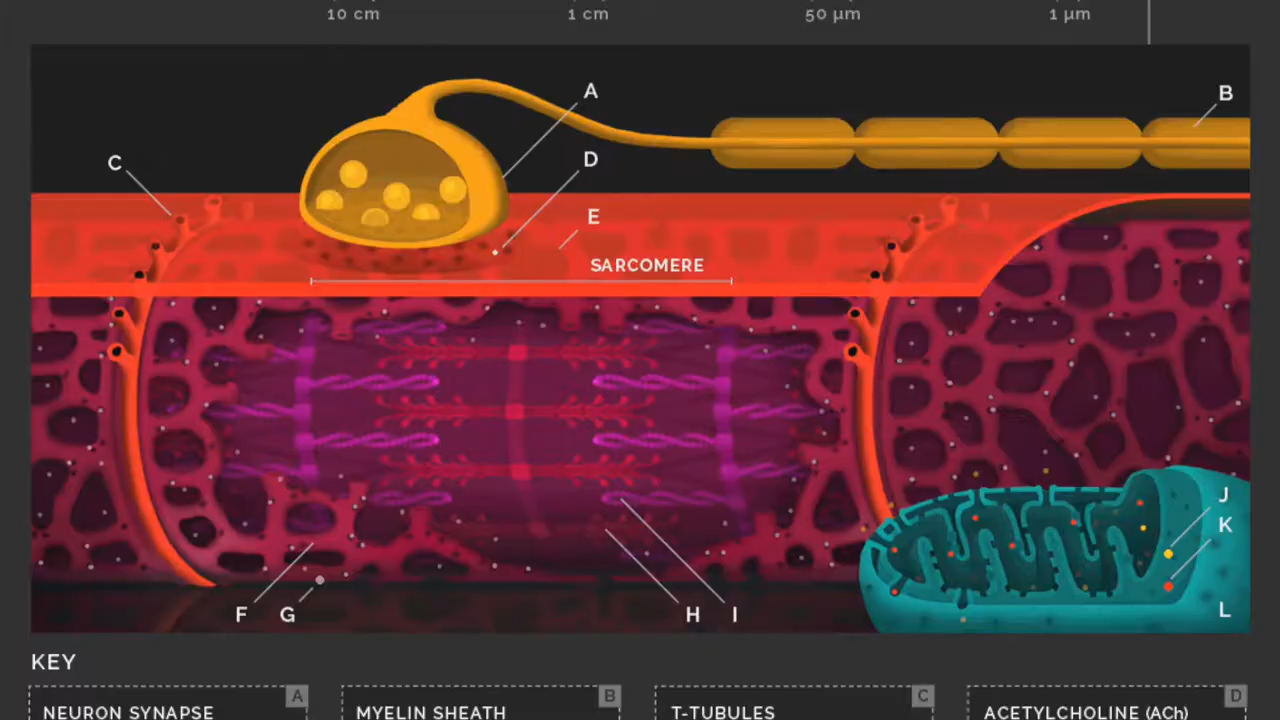 10 cm 1 cm 50 µm 1 µm
A
B
C
D
E
SARCOMERE
J
K
F G H I L
KEY
A B C D
NEURON SYNAPSE MYELIN SHEATH T-TUBULES ACETYLCHOLINE (ACh)